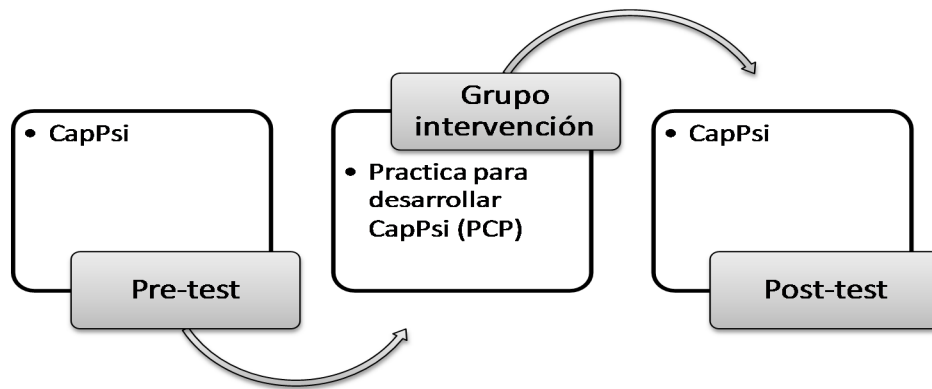 • CapPsi
Pre-test
Grupo
intervención
• Practica para
desarrollar
CapPsi (PCP)
• CapPsi
Post-test